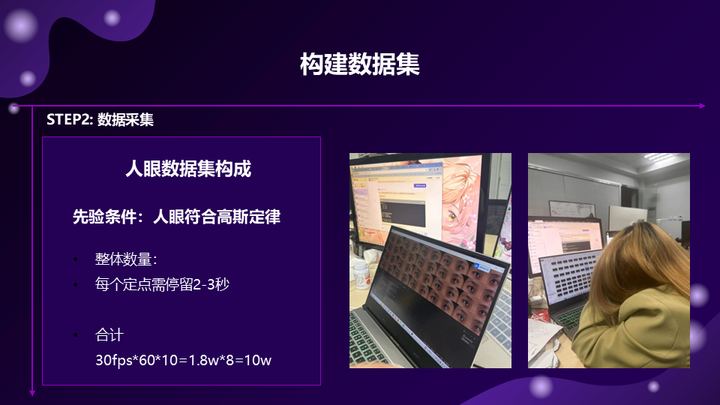 构建数据集
STEP2: 数据采集
人眼数据集构成
先验条件：人眼符合高斯定律
整体数量：
每个定点需停留2-3秒
合计
30fps*60*10=1.8w*8=10w